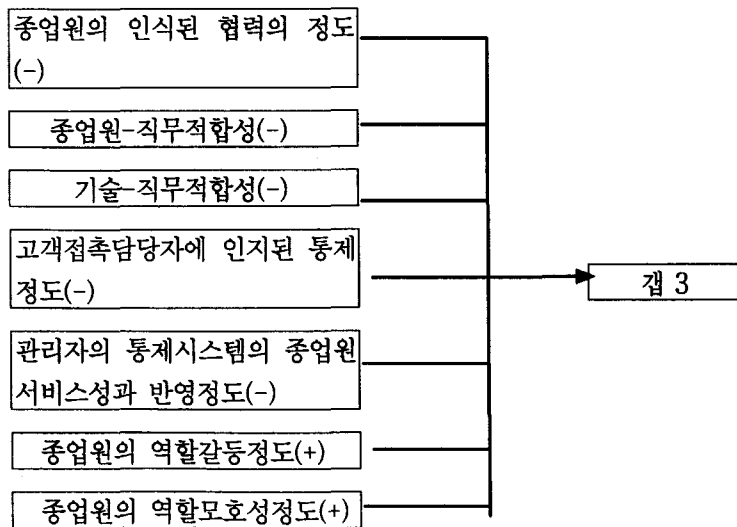 종업원의 인식된 협력의 정도
(-)
종업원-직무적합성(-)
기술-직무적합성(-)
고객접촉담당자에 인지된 통제
정도(-)
갭 3
관리자의 통제시스템의 종업원
서비스성과 반영정도(-)
종업원의 역할갈등정도(+)
종업원의 역할모호성정도(+)